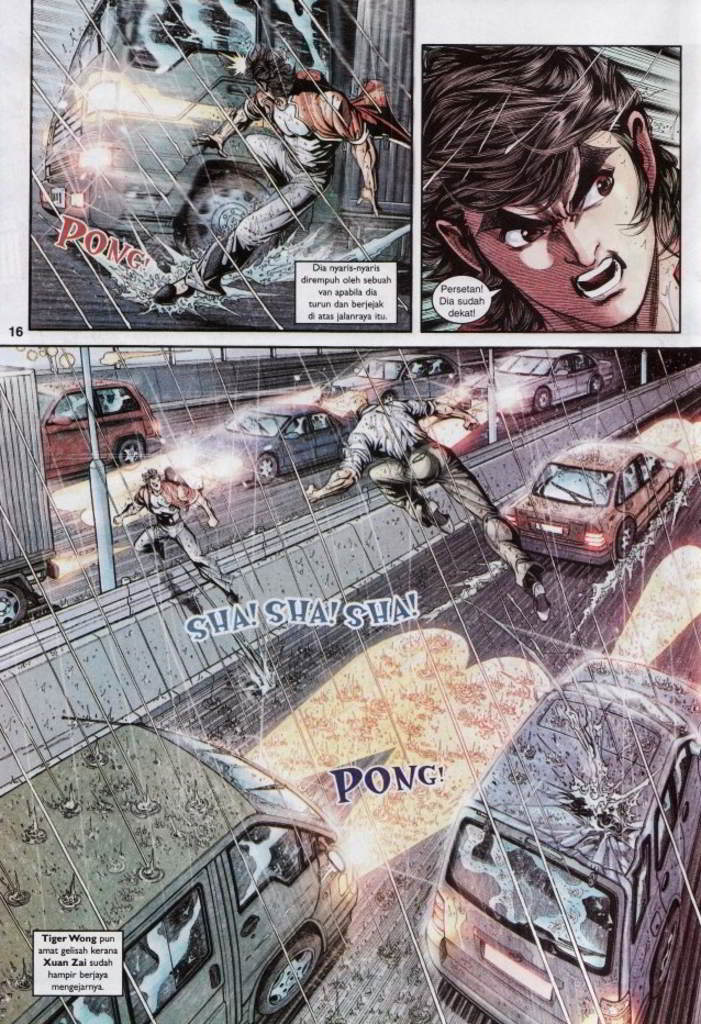 PONG!
Dia nyaris-nyaris
dirempuh oleh sebuah
van apabila dia
turun dan berjejak
di atas jalanraya itu.
Persetan!
Dia sudah
dekat!
16
SHA! SHA! SHA!
PONG!
Tiger Wong pun
amat gelisah kerana
Xuan Zai sudah
hampir berjaya
mengejarnya.